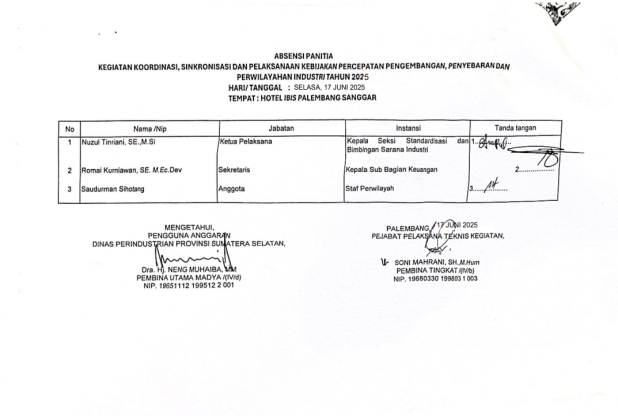 ABSENSI PANITIA
KEGIATAN KOORDINASI, SINKRONISASI DAN PELAKSANAAN KEBIJAKAN PERCEPATAN PENGEMBANGAN, PENYEBARAN DAN
PERWILAYAHAN INDUSTRI TAHUN 2025
HARI/ TANGGAL : SELASA, 17 JUNI 2025
TEMPAT : HOTEL IBIS PALEMBANG SANGGAR
No Nama /Nip Jabatan Instansi Tanda tangan
1 Nuzul Tinriani, SE.,M.Si Ketua Pelaksana Kepala Seksi Standardisasi dan 1.
Bimbingan Sarana Industri
2 Romai Kurniawan, SE. M.Ec.Dev Sekretaris Kepala Sub Bagian Keuangan 2................
3 Saudurman Sihotang Anggota Staf Perwilayah 3................
MENGETAHUI,
PENGGUNA ANGGARAN
DINAS PERINDUSTRIAN PROVINSI SUMATERA SELATAN,
Dra. Hj. NENG MUHAIBA, MM
PEMBINA UTAMA MADYA /(IV/d)
NIP. 19651112 199512 2 001
PALEMBANG, 17 JUNI 2025
PEJABAT PELAKSANA TEKNIS KEGIATAN,
SONI MAHRANI, SH.,M.Hum
PEMBINA TINGKAT I/(IV/b)
NIP. 19680330 199803 1 003